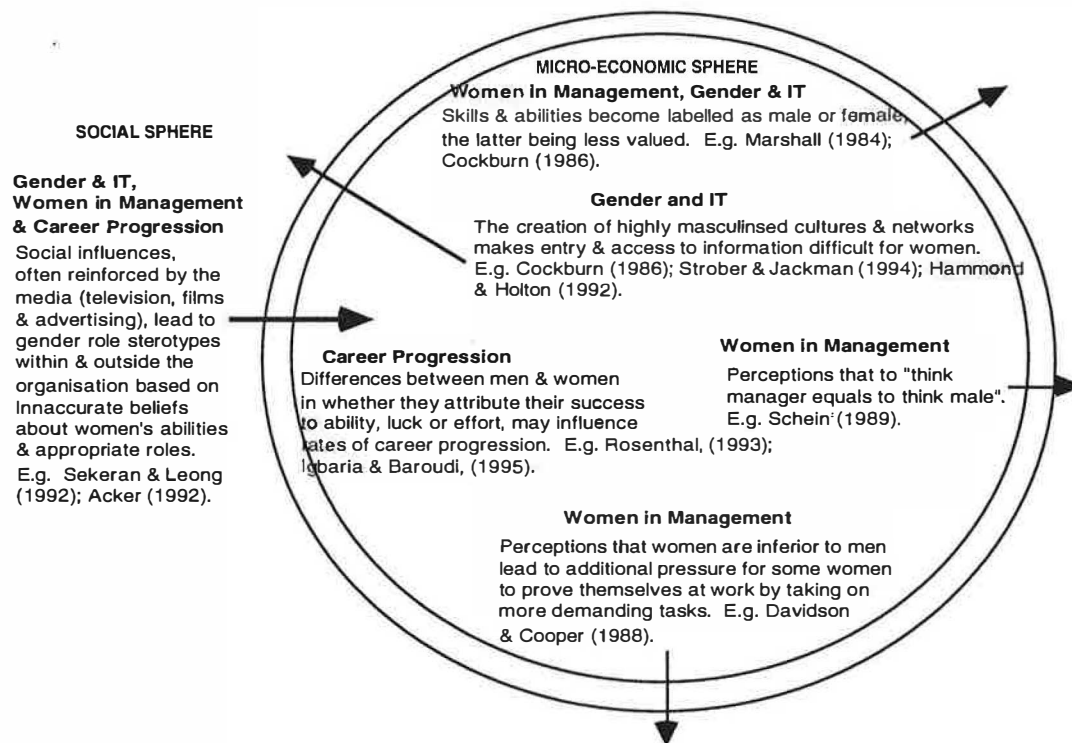 MICRO-ECONOMIC SPHERE
Women in Management, Gender & IT
Skills & abilities become labelled as male or female,
the latter being less valued. E.g. Marshall (1984);
Cockburn (1986).
SOCIAL SPHERE
Gender & IT,
Women in Management
& Career Progression
Social influences,
often reinforced by the
media (television, films
& advertising), lead to
gender role sterotypes
within & outside the
organisation based on
Innaccurate beliefs
about women's abilities
& appropriate roles.
E.g. Sekeran & Leong
(1992); Acker (1992).
Gender and IT
The creation of highly masculinsed cultures & networks
makes entry & access to information difficult for women.
E.g. Cockburn (1986); Strober & Jackman (1994); Hammond
& Holton (1992).
Career Progression
Differences between men & women
in whether they attribute their success
to ability, luck or effort, may influence
rates of career progression. E.g. Rosenthal, (1993);
Igbaria & Baroudi, (1995).
Women in Management
Perceptions that to "think
manager equals to think male".
E.g. Schein (1989).
Women in Management
Perceptions that women are inferior to men
lead to additional pressure for some women
to prove themselves at work by taking on
more demanding tasks. E.g. Davidson
& Cooper (1988).